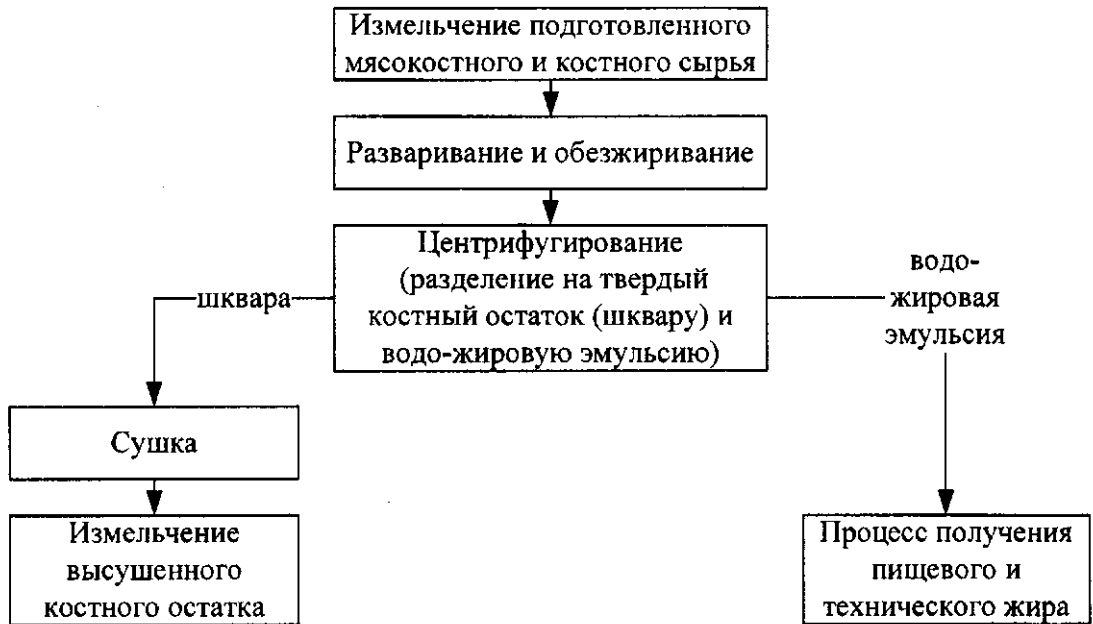 Измельчение подготовленного
мясокостного и костного сырья
Разваривание и обезжиривание
Центрифугирование
(разделение на твердый
костный остаток (шквару) и
водо-жировую эмульсию)
шквара
водо-
жировая
эмульсия
Сушка
Измельчение
высушенного
костного остатка
Процесс получения
пищевого и
технического жира